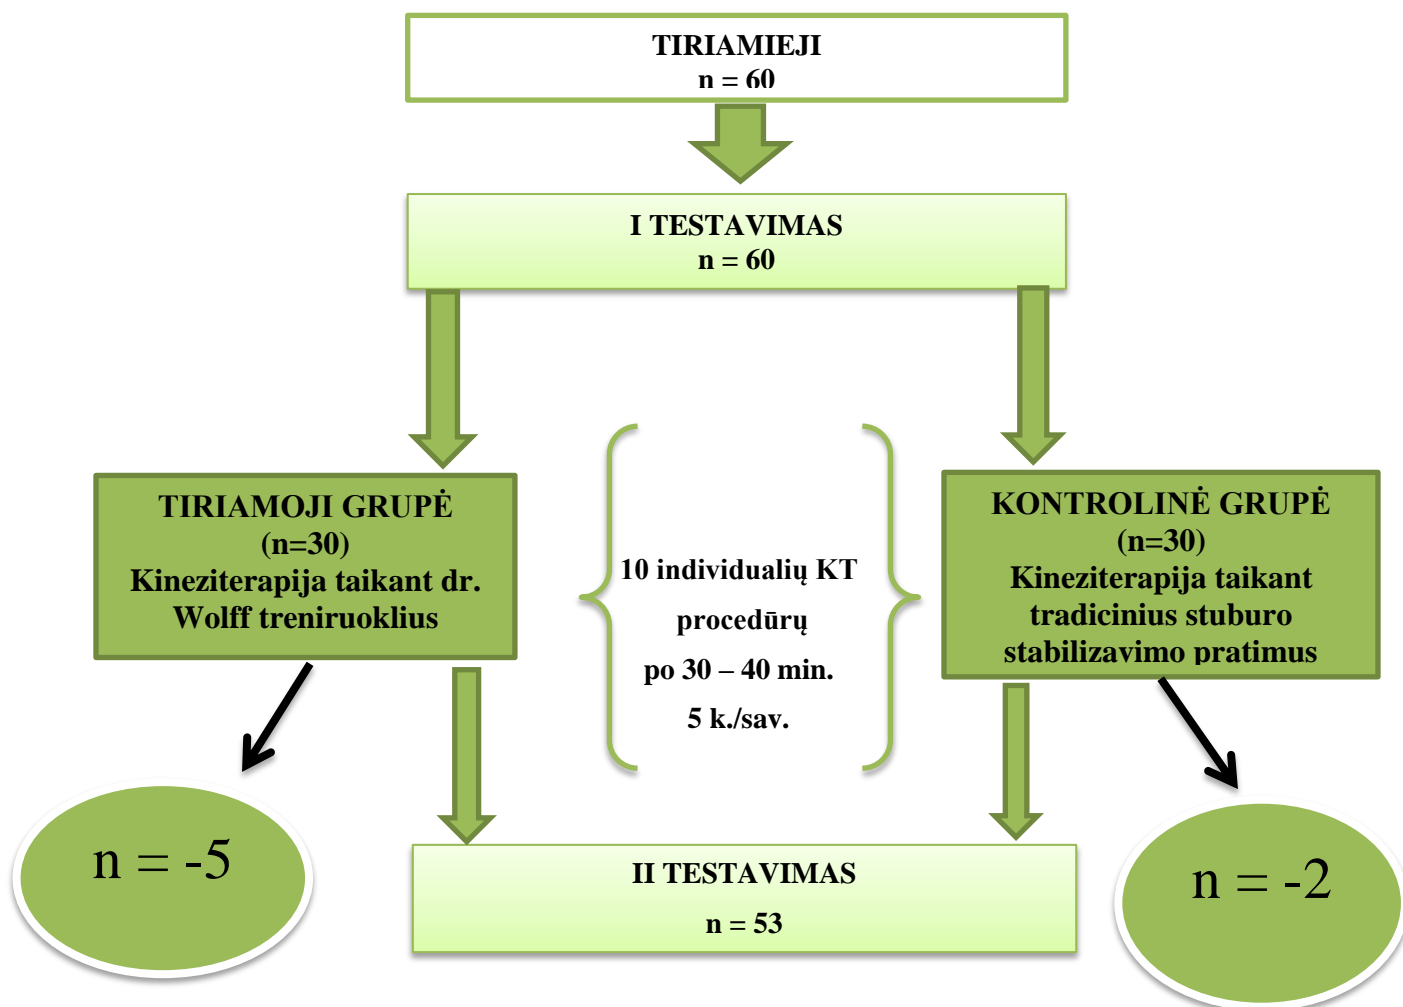 TIRIAMIEJI
n = 60
I TESTAVIMAS
n = 60
TIRIAMOJI GRUPĖ
(n=30)
Kineziterapija taikant dr.
Wolff treniruoklius
10 individualių KT
procedūrų
po 30 – 40 min.
5 k./sav.
KONTROLINĖ GRUPĖ
(n=30)
Kineziterapija taikant
tradicinius stuburo
stabilizavimo pratimus
n = -5
II TESTAVIMAS
n = 53
n = -2